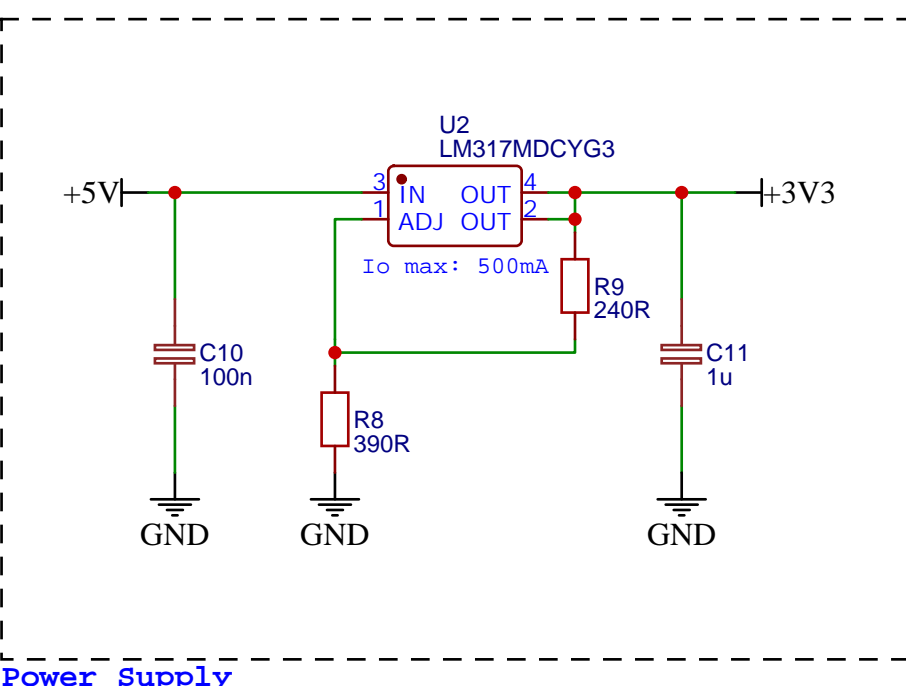 U2
LM317MDCYG3
+5V
3
IN
OUT
4
+3V3
1
ADJ
OUT
2
Io max: 500mA
R9
240R
C10
100n
C11
1u
R8
390R
GND
GND
GND
Power Supply